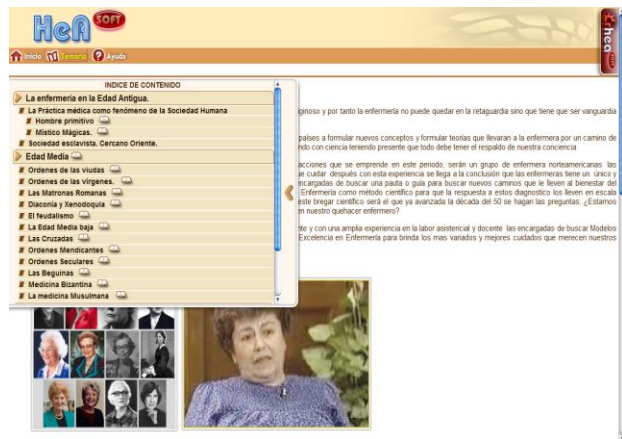 HeA SOFT
Inicio Temario Ayuda
hea
INDICE DE CONTENIDO
La enfermería en la Edad Antigua.
La Práctica médica como fenómeno de la Sociedad Humana
Hombre primitivo
Místico Mágicas.
Sociedad esclavista. Cercano Oriente.
Edad Media
Ordenes de las viudas
Ordenes de las vírgenes.
Las Matronas Romanas
Diaconía y Xenodoquia
El feudalismo
La Edad Media baja
Las Cruzadas
Ordenes Mendicantes
Ordenes Seculares
Las Beguinas
Medicina Bizantina
La medicina Musulmana
ginoso y por tanto la enfermería no puede quedar en la retaguardia sino que tiene que ser vanguardia
países a formular nuevos conceptos y formular teorías que llevaran a la enfermera por un camino de
ndo con ciencia teniendo presente que todo debe tener el respaldo de nuestra conciencia
acciones que se emprende en este periodo, serán un grupo de enfermera norteamericanas las
ue cuidar después con esta experiencia se llega a la conclusión que las enfermeras tiene un único y
encargadas de buscar una pauta o guía para buscar nuevos caminos que le lleven al bienestar del
Enfermería como método científico para que la respuesta a estos diagnostico los lleven en escala
este bregar científico será el que ya avanzada la década del 50 se hagan las preguntas: ¿Estamos
en nuestro quehacer enfermero?
te y con una amplia experiencia en la labor asistencial y docente las encargadas de buscar Modelos
Excelencia en Enfermería para brinda los mas variados y mejores cuidados que merecen nuestros